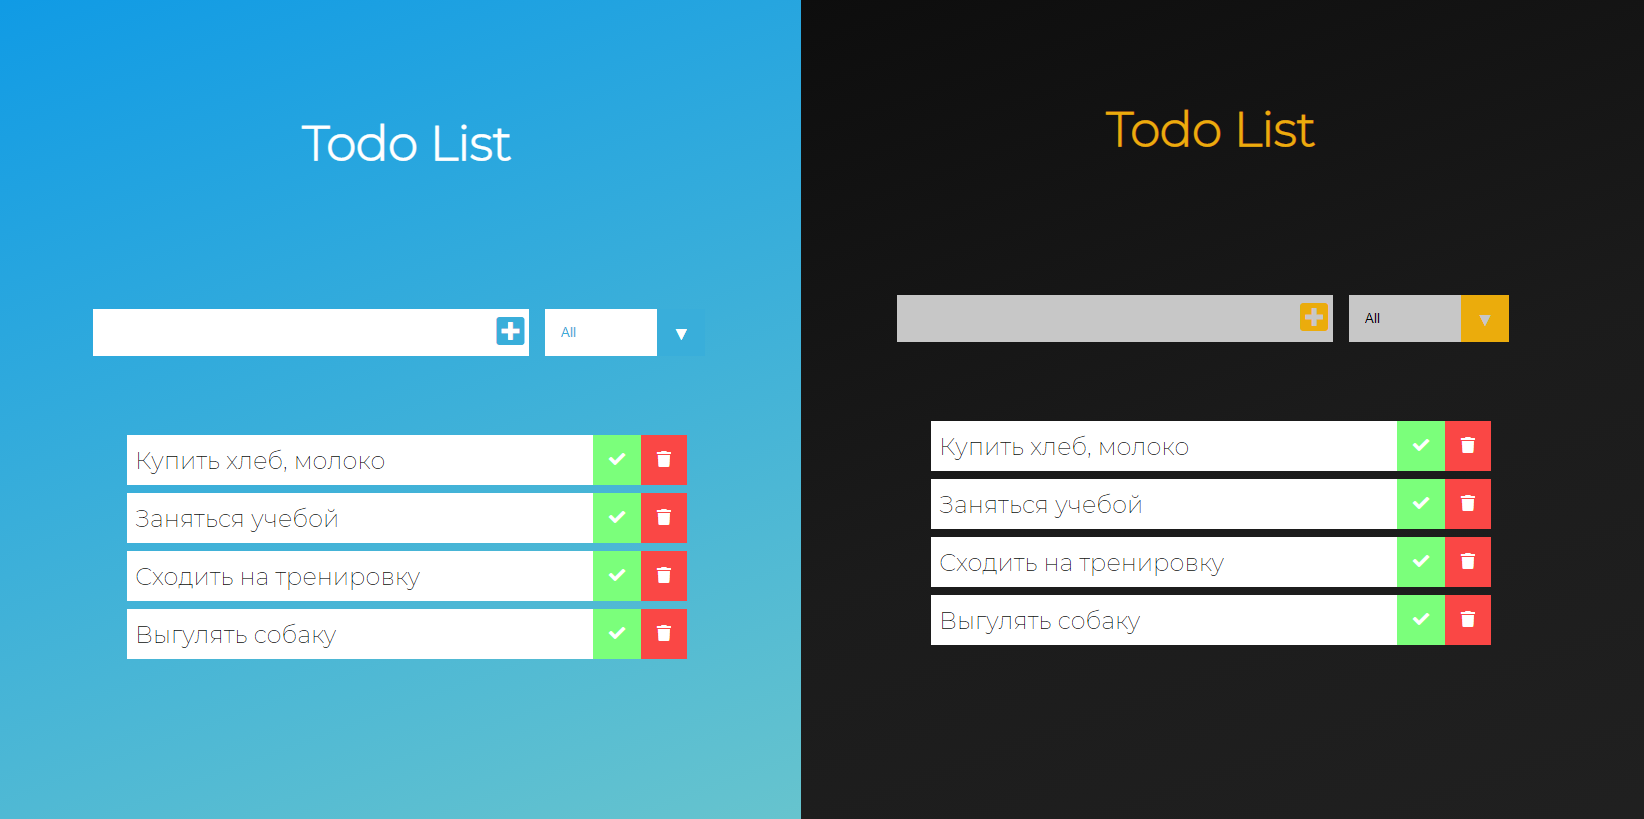 Todo List
All
Купить хлеб, молоко
Заняться учебой
Сходить на тренировку
Выгулять собаку
Todo List
All
Купить хлеб, молоко
Заняться учебой
Сходить на тренировку
Выгулять собаку